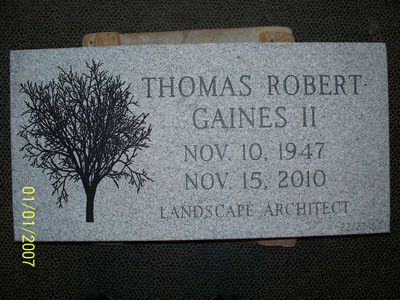 THOMAS ROBERT
GAINES II
NOV. 10, 1947
NOV. 15, 2010
LANDSCAPE ARCHITECT
01/01/2007